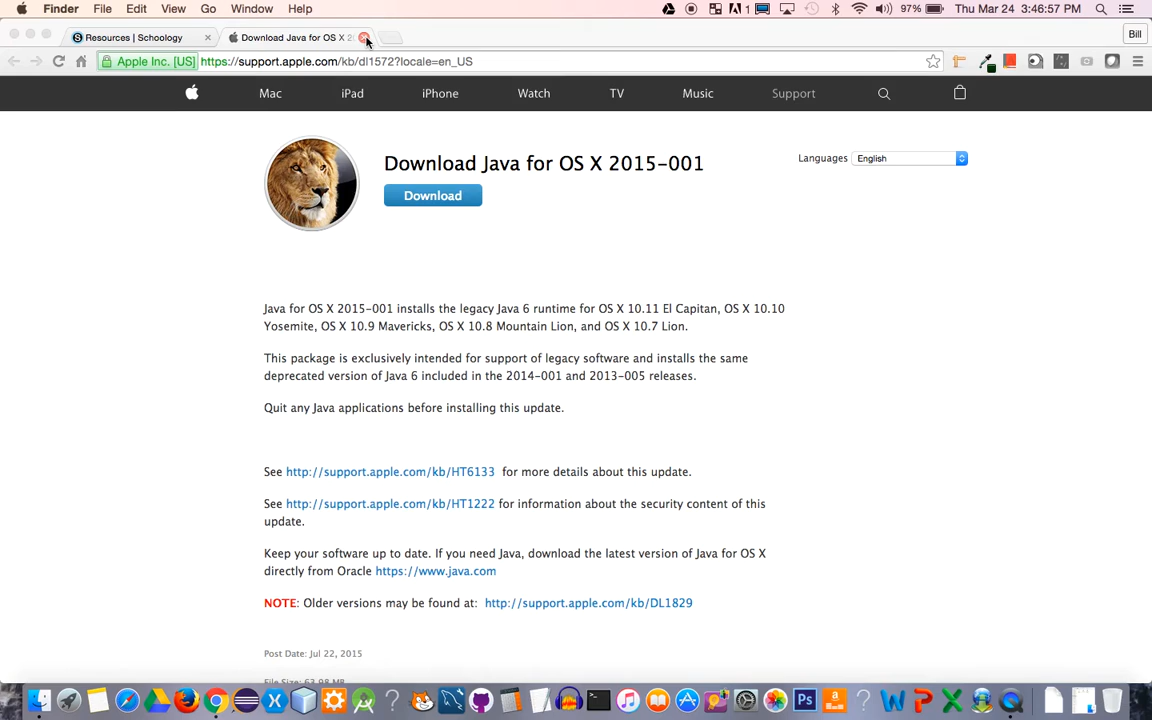 Finder File Edit View Go Window Help 1 97% Thu Mar 24 3:46:57 PM
Resources | Schoology Download Java for OS X 2 Bill
Apple Inc. [US] https://support.apple.com/kb/dl1572?locale=en_US
Mac iPad iPhone Watch TV Music Support
Download Java for OS X 2015-001
Languages English
Download
Java for OS X 2015-001 installs the legacy Java 6 runtime for OS X 10.11 El Capitan, OS X 10.10
Yosemite, OS X 10.9 Mavericks, OS X 10.8 Mountain Lion, and OS X 10.7 Lion.
This package is exclusively intended for support of legacy software and installs the same
deprecated version of Java 6 included in the 2014-001 and 2013-005 releases.
Quit any Java applications before installing this update.
See http://support.apple.com/kb/HT6133 for more details about this update.
See http://support.apple.com/kb/HT1222 for information about the security content of this
update.
Keep your software up to date. If you need Java, download the latest version of Java for OS X
directly from Oracle https://www.java.com
NOTE: Older versions may be found at: http://support.apple.com/kb/DL1829
Post Date: Jul 22, 2015
File Size: 63.98 MB